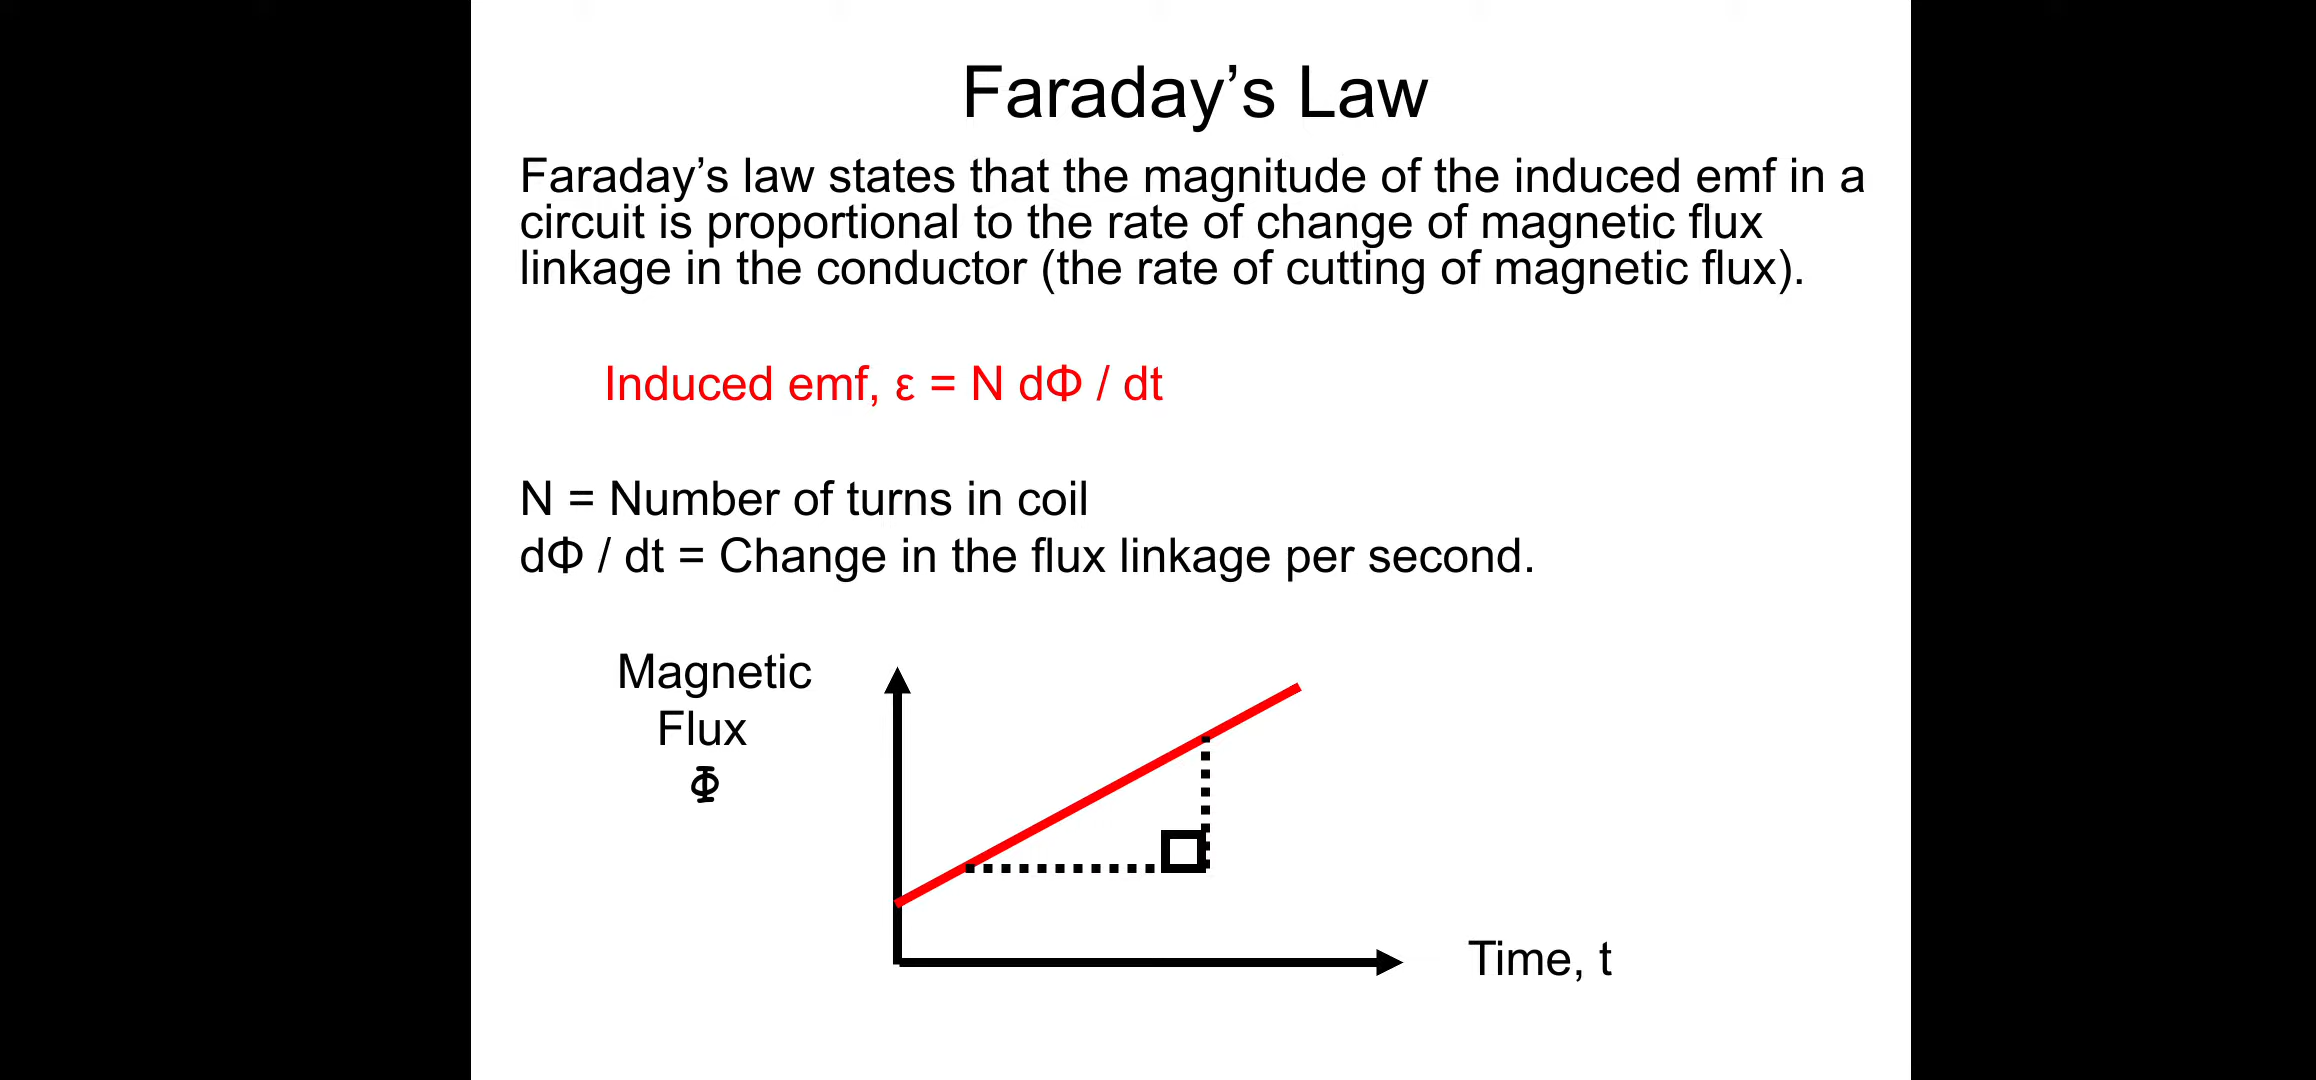 Faraday’s Law
Faraday’s law states that the magnitude of the induced emf in a
circuit is proportional to the rate of change of magnetic flux
linkage in the conductor (the rate of cutting of magnetic flux).
Induced emf, ε = N dΦ / dt
N = Number of turns in coil
dΦ / dt = Change in the flux linkage per second.
Magnetic
Flux
Φ
Time, t